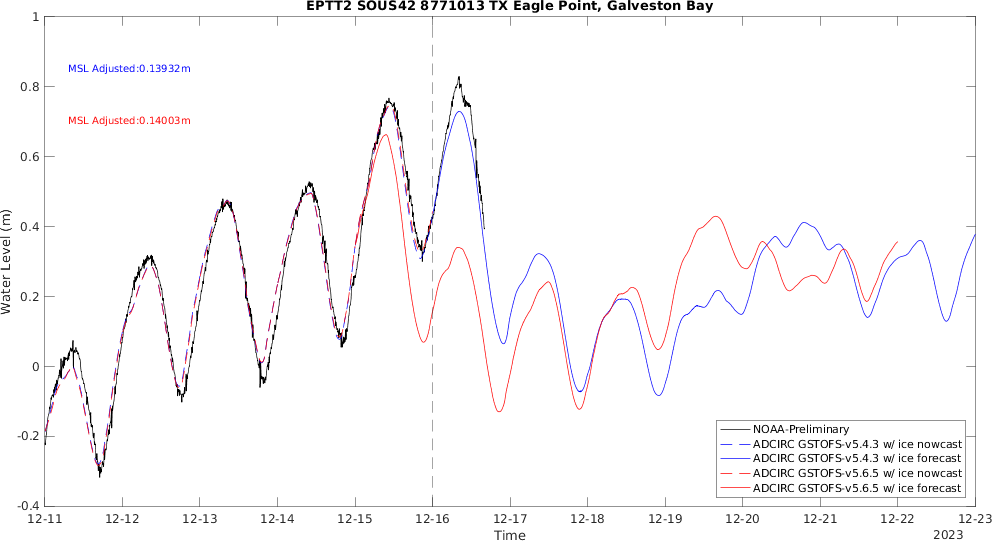 EPTT2 SOUS42 8771013 TX Eagle Point, Galveston Bay
MSL Adjusted:0.13932m
MSL Adjusted:0.14003m
Water Level (m)
1
0.8
0.6
0.4
0.2
0
-0.2
-0.4
NOAA-Preliminary
ADCIRC GSTOFS-v5.4.3 w/ ice nowcast
ADCIRC GSTOFS-v5.4.3 w/ ice forecast
ADCIRC GSTOFS-v5.6.5 w/ ice nowcast
ADCIRC GSTOFS-v5.6.5 w/ ice forecast
12-11 12-12 12-13 12-14 12-15 12-16 12-17 12-18 12-19 12-20 12-21 12-22 12-23
Time
2023